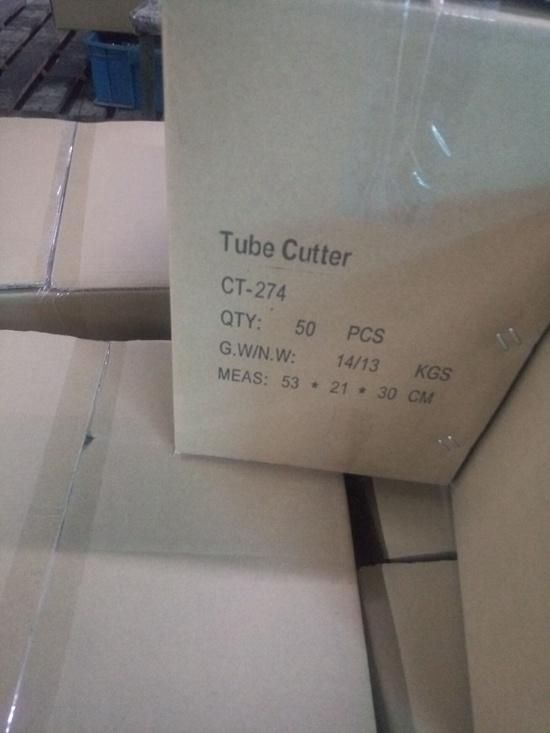 Tube Cutter
CT-274
QTY: 50 PCS
G.W/N.W: 14/13 KGS
MEAS: 53 * 21 * 30 CM